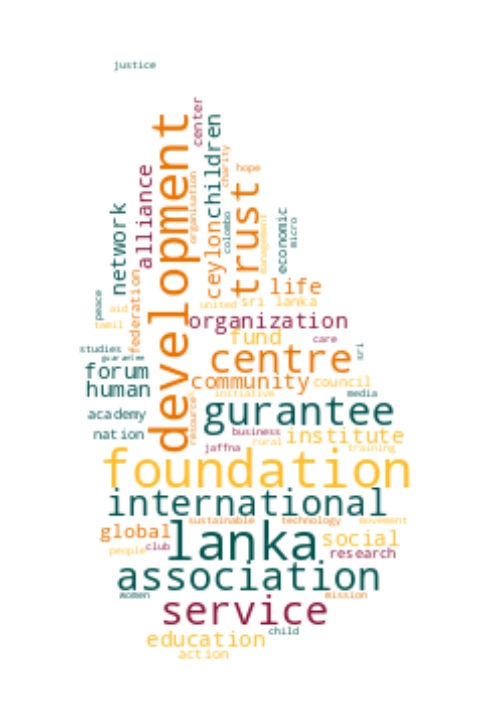 justice
center
children
development
charity
hope
alliance
organisation
trust
network
ceylon
colombo
management
economic
micro
peace
aid
tamil
federation
life
united
sri lanka
organization
fund
care
studies
guarantee
centre
sri
forum
human
community
council
initiative
media
academy
resource
gurantee
nation
business
institute
jaffna
rural
training
foundation
international
global
sustainable
technology
movement
people
club
lanka
social
research
association
women
mission
service
child
education
action